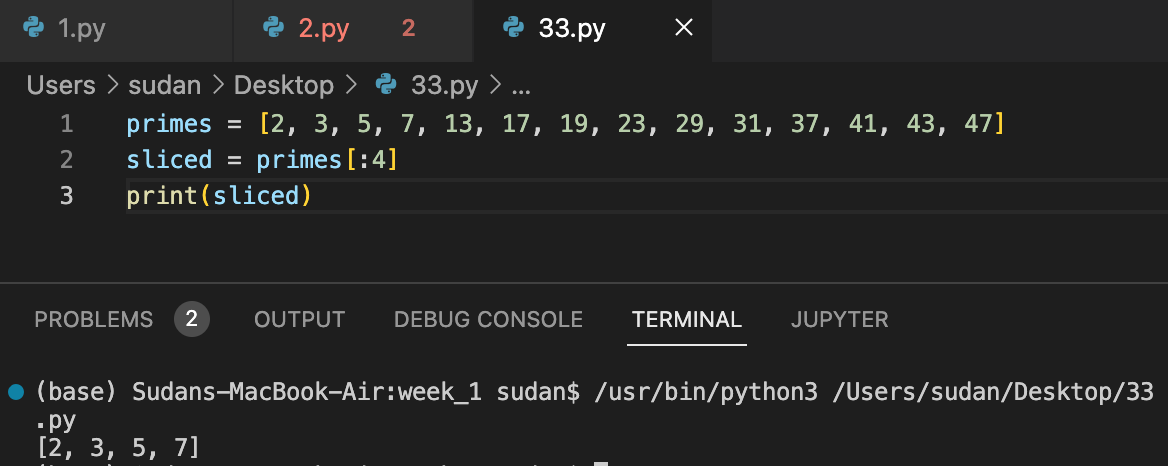 1.py 2.py 2 33.py ×
Users > sudan > Desktop > 33.py > ...
1 primes = [2, 3, 5, 7, 13, 17, 19, 23, 29, 31, 37, 41, 43, 47]
2 sliced = primes[:4]
3 print(sliced)
PROBLEMS 2 OUTPUT DEBUG CONSOLE TERMINAL JUPYTER
(base) Sudans-MacBook-Air:week_1 sudan$ /usr/bin/python3 /Users/sudan/Desktop/33
.py
[2, 3, 5, 7]